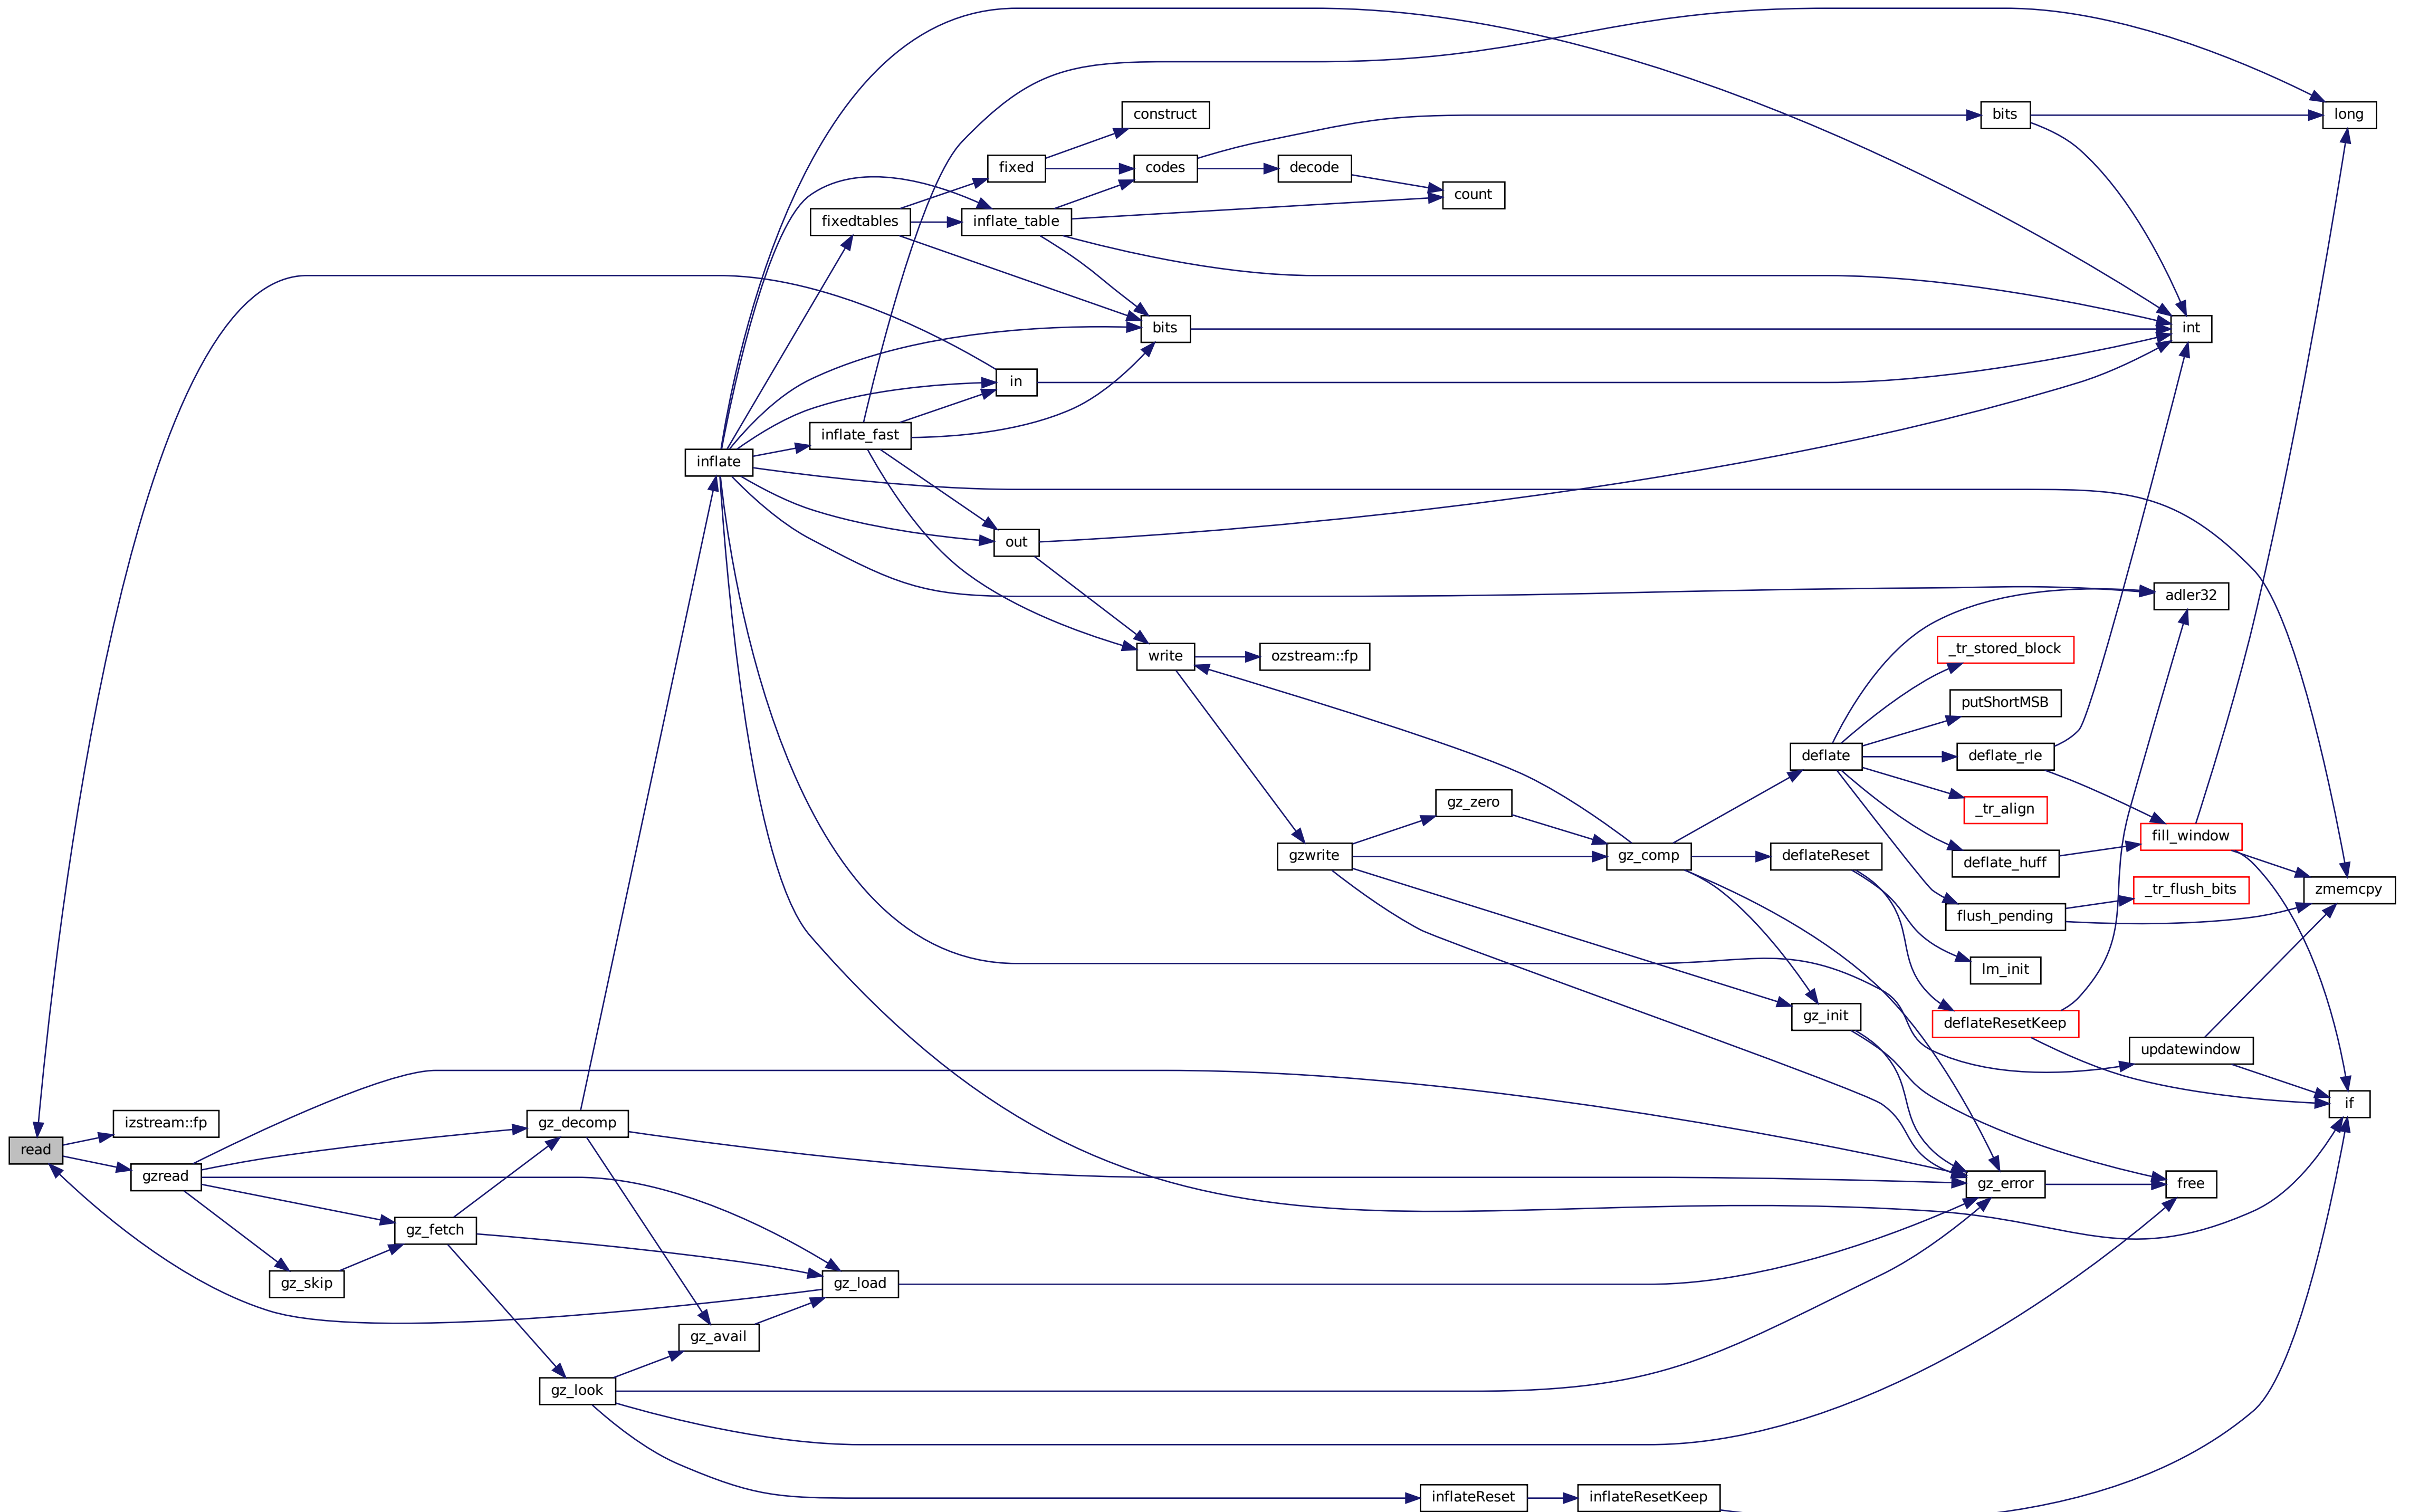 construct
bits
long
fixed
codes
decode
count
fixedtables
inflate_table
bits
int
in
inflate_fast
inflate
out
adler32
write
ozstream::fp
_tr_stored_block
putShortMSB
deflate
deflate_rle
gz_zero
_tr_align
fill_window
gzwrite
gz_comp
deflateReset
deflate_huff
zmemcpy
_tr_flush_bits
flush_pending
lm_init
gz_init
deflateResetKeep
updatewindow
if
izstream::fp
gz_decomp
read
gzread
gz_error
free
gz_fetch
gz_skip
gz_load
gz_avail
gz_look
inflateReset
inflateResetKeep